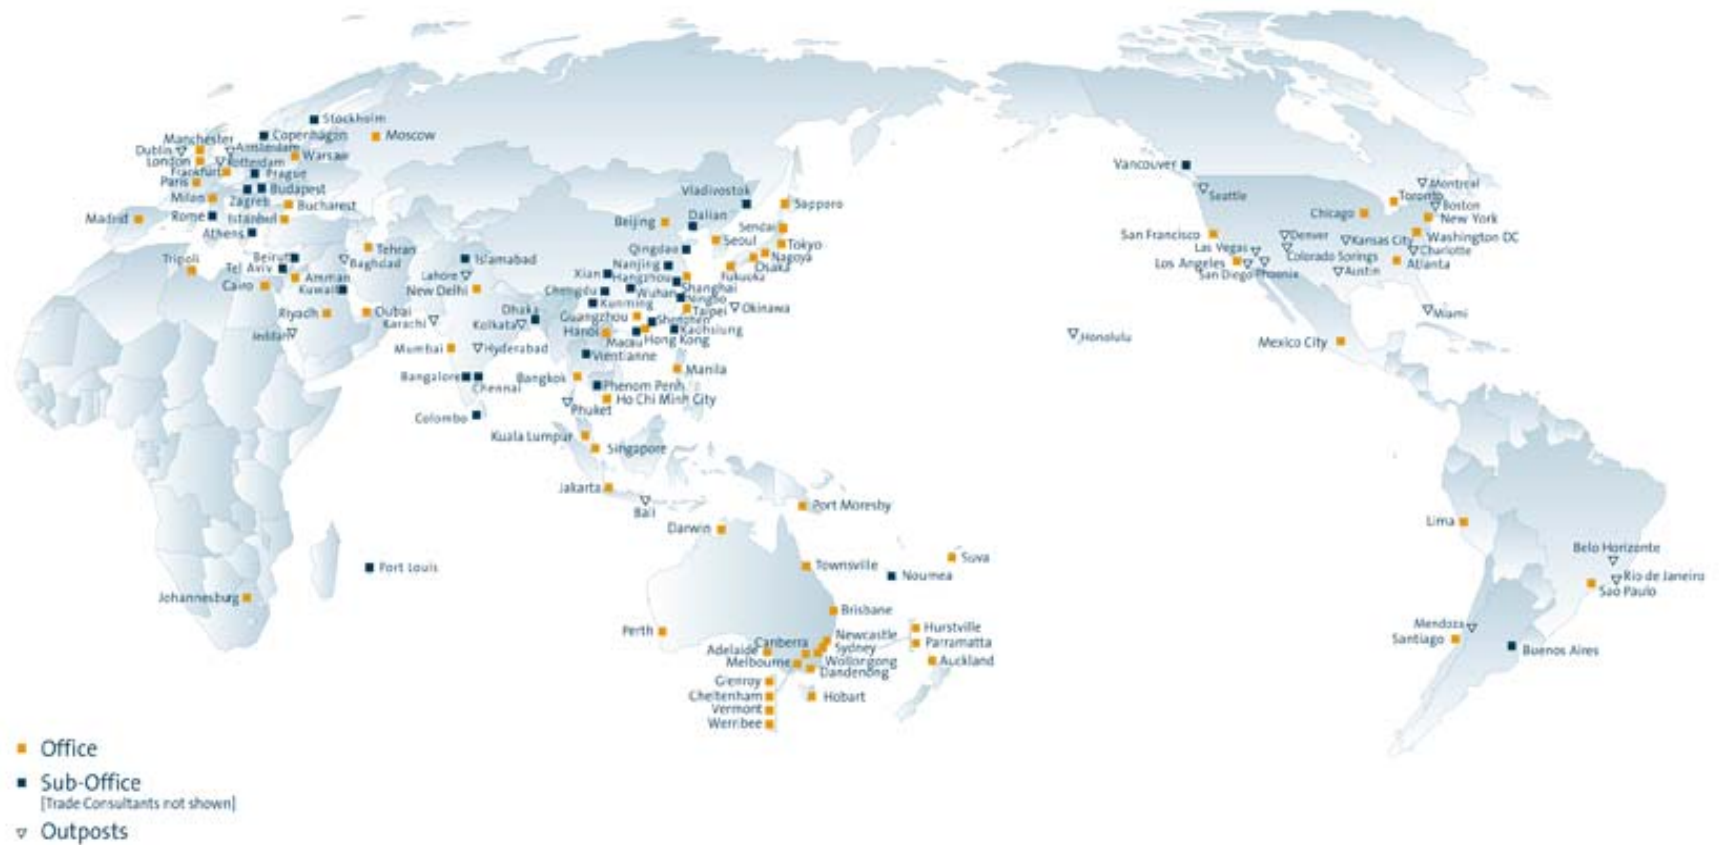 Stockholm
Copenhagen
Moscow
Manchester
Dublin
Amsterdam
London
Rotterdam
Warsaw
Frankfurt
Prague
Paris
Budapest
Milan
Zagreb
Bucharest
Madrid
Rome
Istanbul
Athens
Tripoli
Beirut
Tehran
Baghdad
Tel Aviv
Amman
Cairo
Kuwait
Riyadh
Dubai
Jeddah
Islamabad
Lahore
New Delhi
Karachi
Dhaka
Kolkata
Mumbai
Hyderabad
Bangalore
Chennai
Colombo
Vladivostok
Sapporo
Beijing
Dalian
Sendai
Seoul
Tokyo
Qingdao
Nagoya
Nanjing
Osaka
Xian
Hangzhou
Fukuoka
Chengdu
Wuhan
Shanghai
Kunming
Ningbo
Taipei
Okinawa
Guangzhou
Shenzhen
Hanoi
Kaohsiung
Macau
Hong Kong
Vientianne
Manila
Bangkok
Phenom Penh
Ho Chi Minh City
Phuket
Kuala Lumpur
Singapore
Jakarta
Bali
Port Moresby
Darwin
Suva
Townsville
Noumea
Port Louis
Johannesburg
Brisbane
Perth
Newcastle
Hurstville
Canberra
Sydney
Parramatta
Adelaide
Wollongong
Auckland
Melbourne
Dandenong
Glenroy
Cheltenham
Hobart
Vermont
Werribee
Vancouver
Seattle
Montreal
Toronto
Boston
Chicago
New York
San Francisco
Denver
Kansas City
Washington DC
Las Vegas
Colorado Springs
Charlotte
Los Angeles
Atlanta
San Diego
Phoenix
Austin
Miami
Honolulu
Mexico City
Lima
Belo Horizonte
Rio de Janeiro
Sao Paulo
Mendoza
Santiago
Buenos Aires
Office
Sub-Office
[Trade Consultants not shown]
Outposts